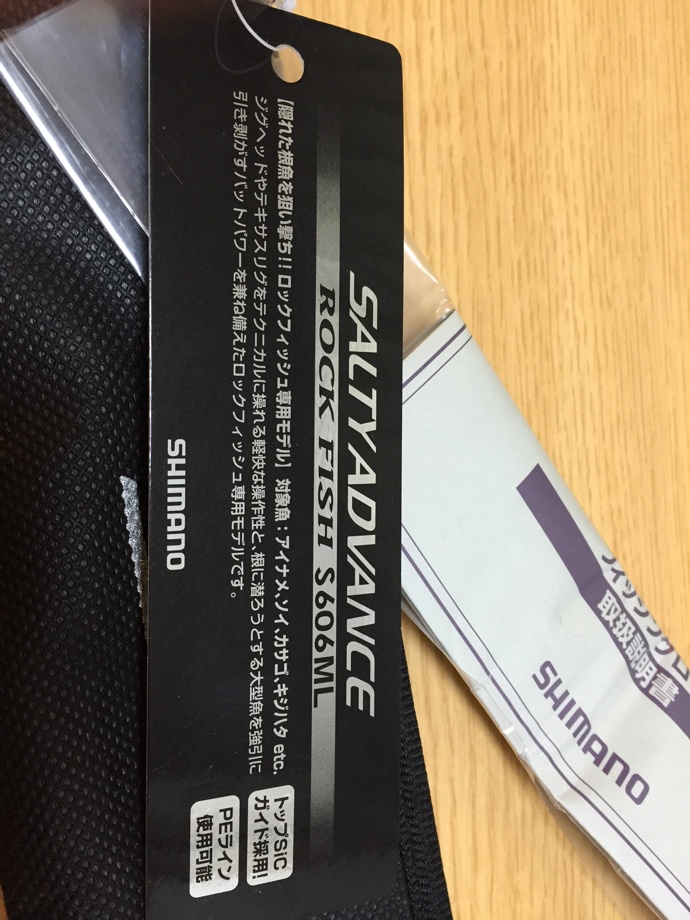 SALTY ADVANCE
ROCK FISH S606ML
[隠れた根魚を狙い撃ち!! ロックフィッシュ専用モデル] 対象魚：アイナメ、ソイ、カサゴ、キジハタ etc.
ジグヘッドやテキサスリグをテクニカルに操れる軽快な操作性と、根に潜ろうとする大型魚を強引に
引き剥がすバットパワーを兼ね備えたロックフィッシュ専用モデルです。
SHIMANO
トップSiC
ガイド採用!
PEライン
使用可能
取扱説明書
SHIMANO